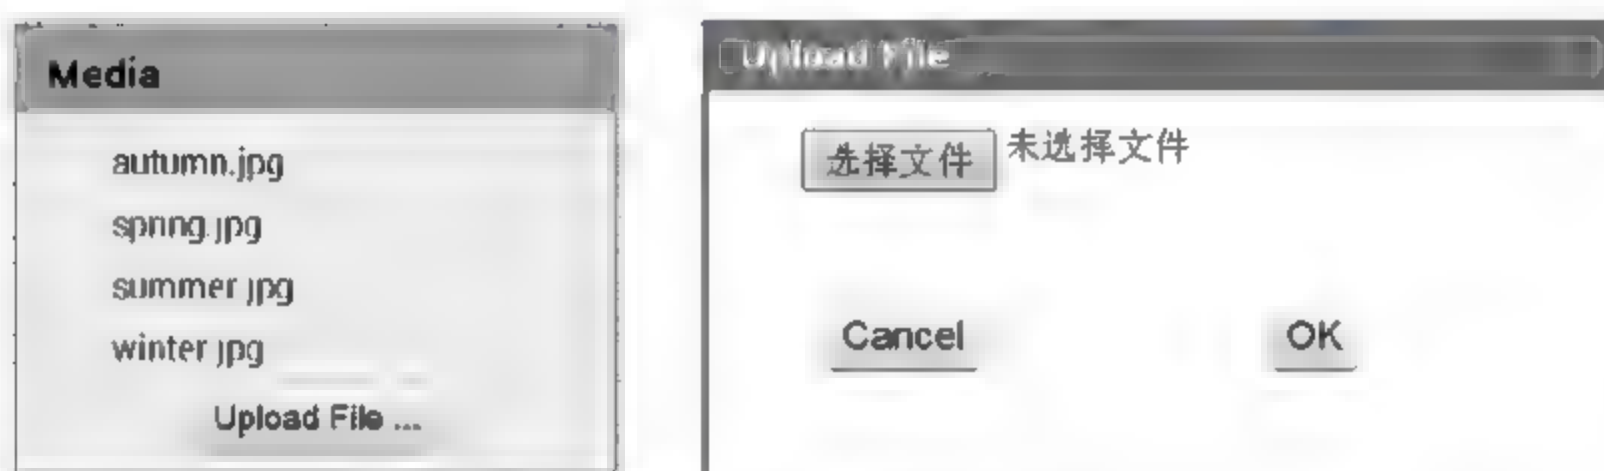 Media
autumn.jpg
spring.jpg
summer.jpg
winter.jpg
Upload File ...
Upload File
选择文件 未选择文件
Cancel OK